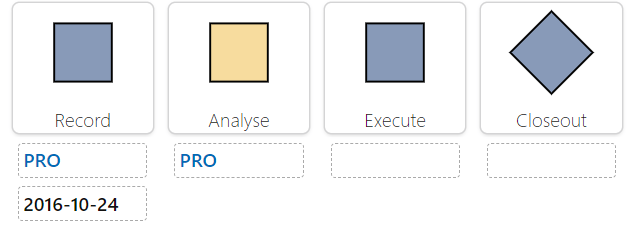 Record Analyse Execute Closeout
PRO PRO
2016-10-24